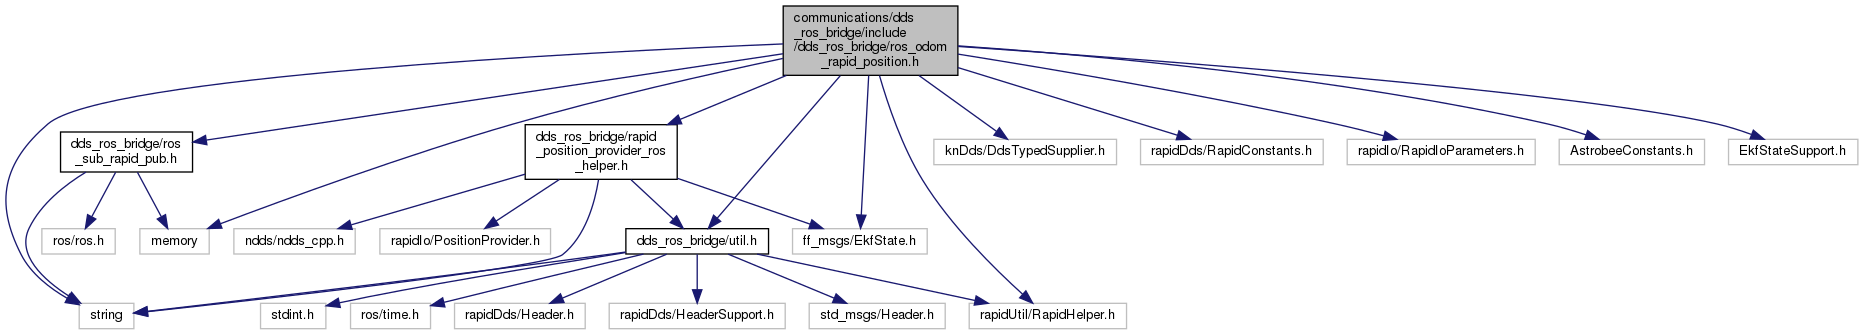 communications/dds
_ros_bridge/include
/dds_ros_bridge/ros_odom
_rapid_position.h
dds_ros_bridge/ros
_sub_rapid_pub.h
dds_ros_bridge/rapid
_position_provider_ros
_helper.h
knDds/DdsTypedSupplier.h
rapidDds/RapidConstants.h
rapidIo/RapidIoParameters.h
AstrobeeConstants.h
EkfStateSupport.h
ros/ros.h
memory
ndds/ndds_cpp.h
rapidIo/PositionProvider.h
dds_ros_bridge/util.h
ff_msgs/EkfState.h
string
stdint.h
ros/time.h
rapidDds/Header.h
rapidDds/HeaderSupport.h
std_msgs/Header.h
rapidUtil/RapidHelper.h